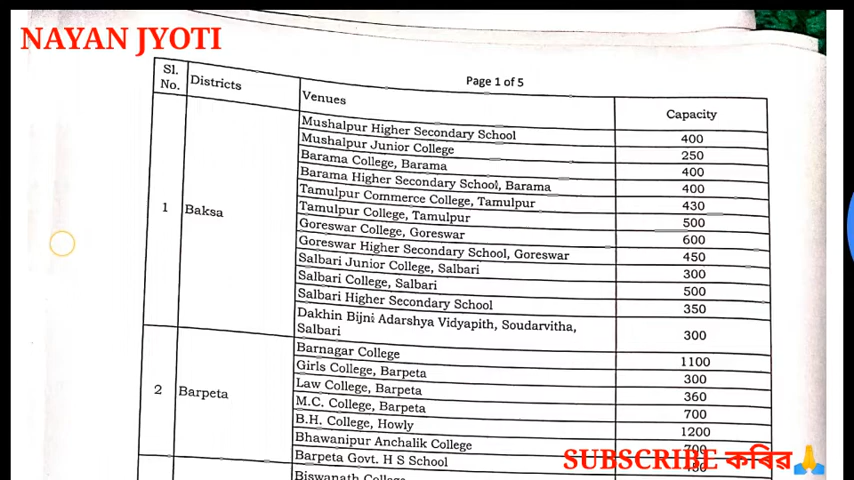 NAYAN JYOTI
Page 1 of 5
Sl. No. Districts Venues Capacity
1 Baksa
Mushalpur Higher Secondary School 400
Mushalpur Junior College 250
Barama College, Barama 400
Barama Higher Secondary School, Barama 400
Tamulpur Commerce College, Tamulpur 430
Tamulpur College, Tamulpur 500
Goreswar College, Goreswar 600
Goreswar Higher Secondary School, Goreswar 450
Salbari Junior College, Salbari 300
Salbari College, Salbari 500
Salbari Higher Secondary School 350
Dakhin Bijni Adarshya Vidyapith, Soudarvitha,
Salbari 300
2 Barpeta
Barnagar College 1100
Girls College, Barpeta 300
Law College, Barpeta 360
M.C. College, Barpeta 700
B.H. College, Howly 1200
Bhawanipur Anchalik College 700
Barpeta Govt. H S School
Biswanath College
SUBSCRIBE কৰিৱ